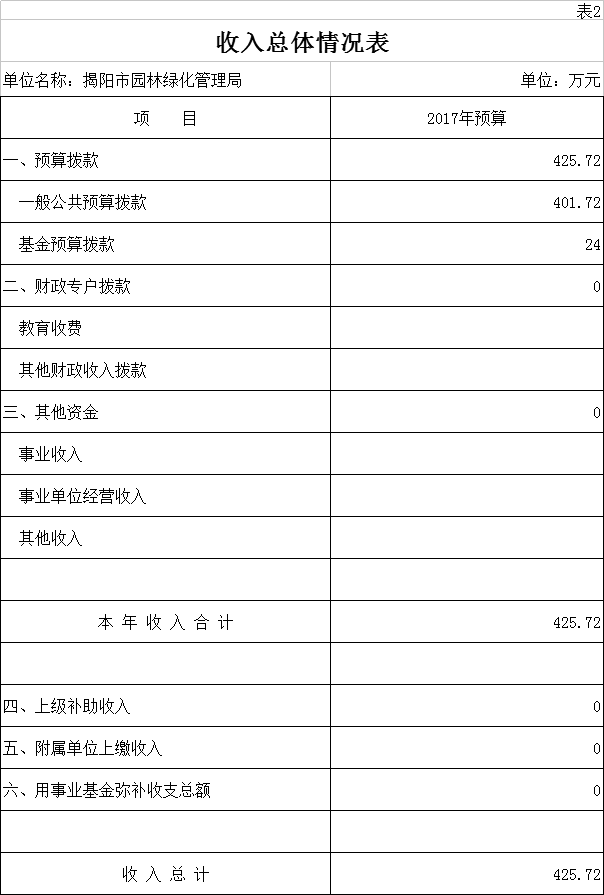 表2
收入总体情况表
单位名称：揭阳市园林绿化管理局 单位：万元
项 目 2017年预算
一、预算拨款 425.72
一般公共预算拨款 401.72
基金预算拨款 24
二、财政专户拨款 0
教育收费
其他财政收入拨款
三、其他资金 0
事业收入
事业单位经营收入
其他收入
本 年 收 入 合 计 425.72
四、上级补助收入 0
五、附属单位上缴收入 0
六、用事业基金弥补收支总额 0
收 入 总 计 425.72